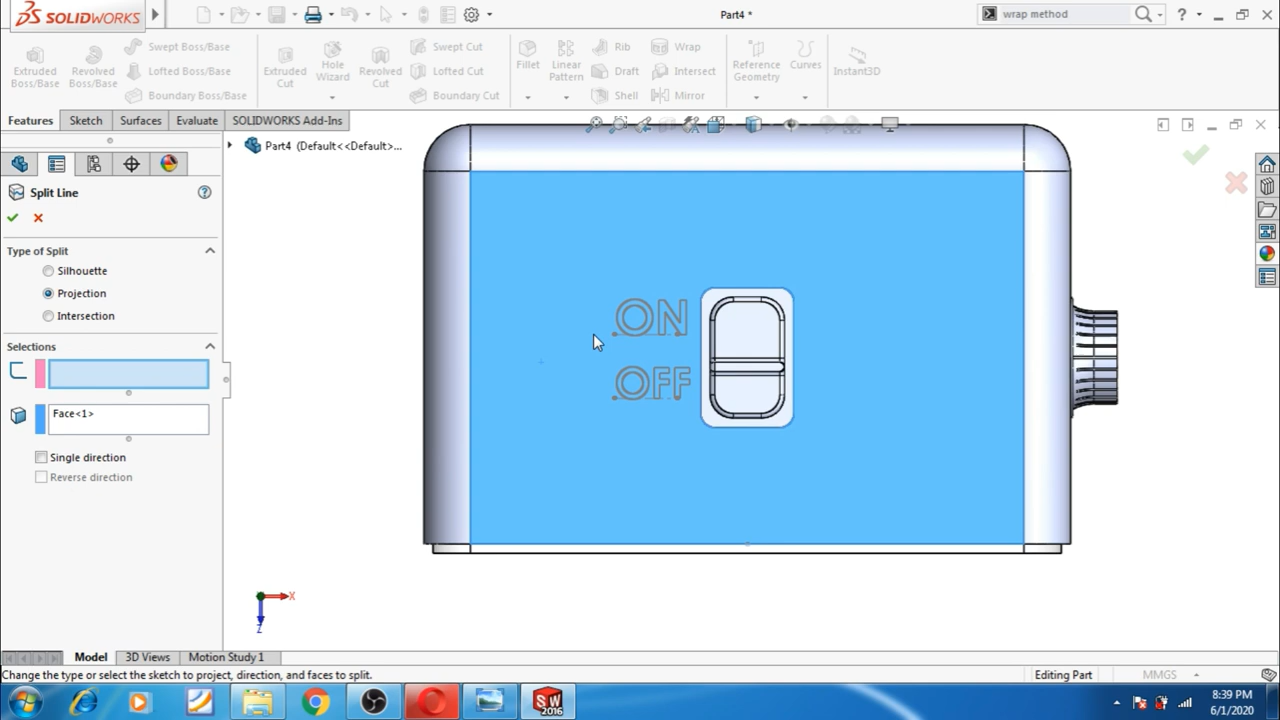 SOLIDWORKS
Part4 *
wrap method
?
Extruded Boss/Base
Revolved Boss/Base
Swept Boss/Base
Lofted Boss/Base
Boundary Boss/Base
Extruded Cut
Hole Wizard
Revolved Cut
Swept Cut
Lofted Cut
Boundary Cut
Fillet
Linear Pattern
Rib
Draft
Shell
Wrap
Intersect
Mirror
Reference Geometry
Curves
Instant3D
Features
Sketch
Surfaces
Evaluate
SOLIDWORKS Add-Ins
Part4 (Default<<Default>...
Split Line
?
Type of Split
Silhouette
Projection
Intersection
Selections
Face<1>
Single direction
Reverse direction
ON
OFF
X
Z
Model
3D Views
Motion Study 1
Change the type or select the sketch to project, direction, and faces to split.
Editing Part
MMGS
SW
2016
8:39 PM
6/1/2020